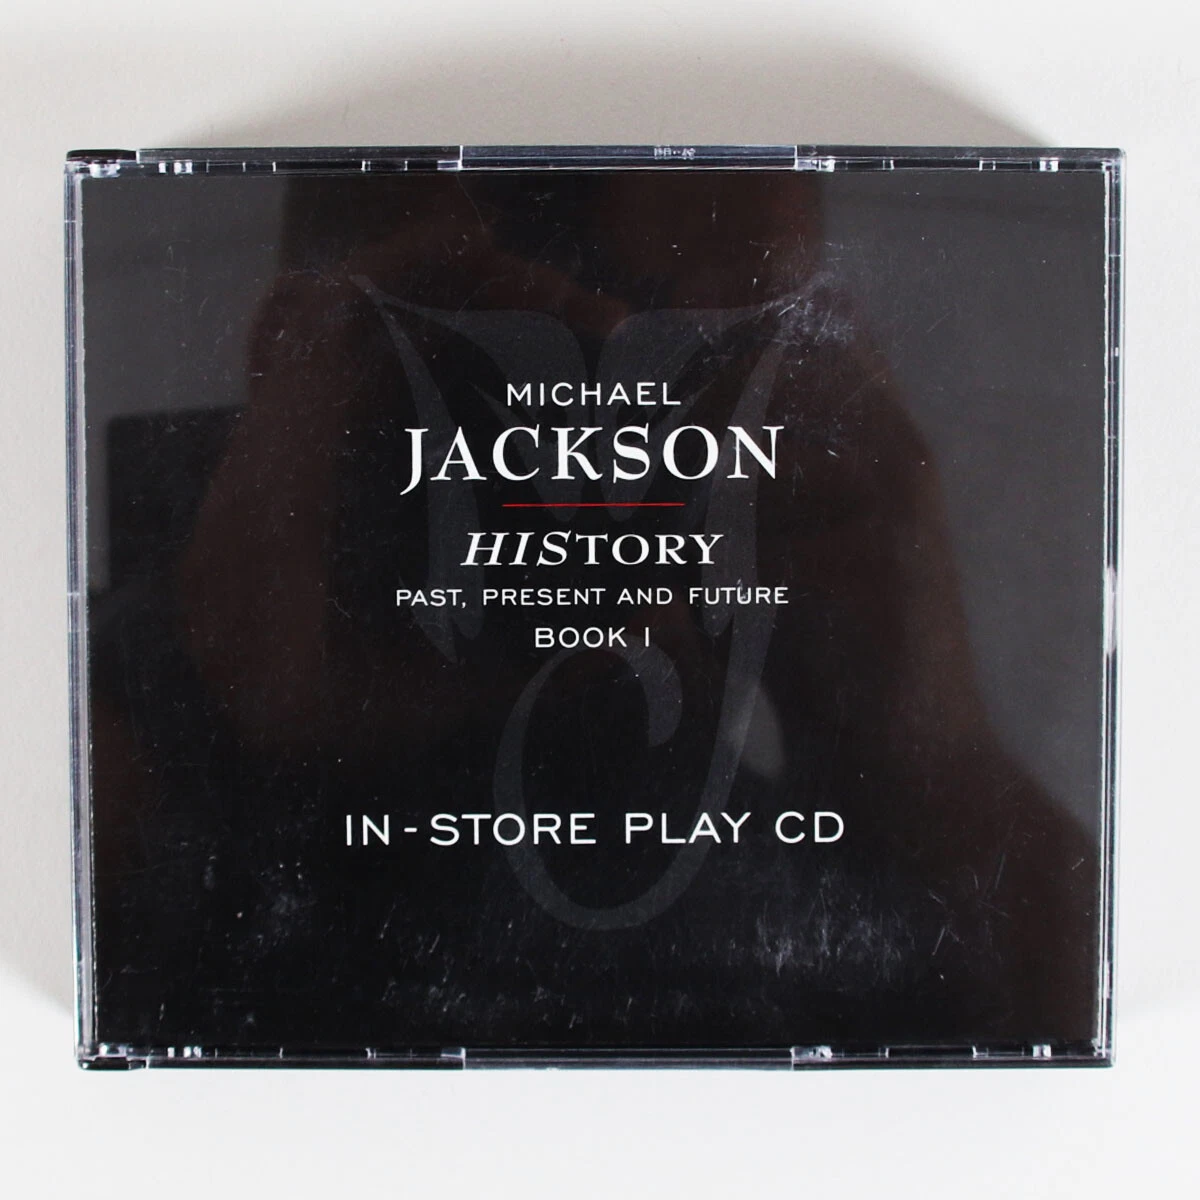 MICHAEL
JACKSON
HISTORY
PAST, PRESENT AND FUTURE
BOOK I
IN-STORE PLAY CD